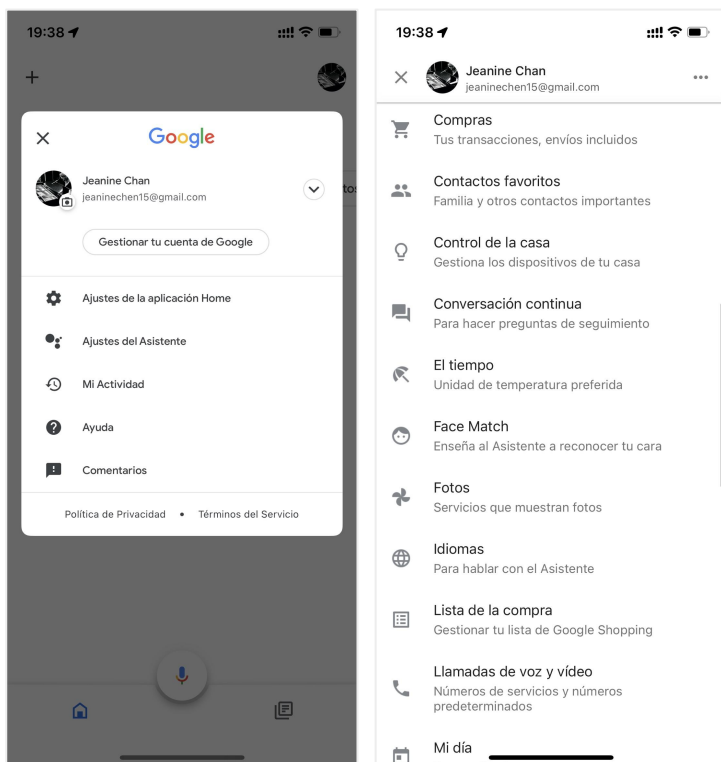 19:38
Google
Jeanine Chan
jeaninechen15@gmail.com
Gestionar tu cuenta de Google
Ajustes de la aplicación Home
Ajustes del Asistente
Mi Actividad
Ayuda
Comentarios
Política de Privacidad • Términos del Servicio
19:38
Jeanine Chan
jeaninechen15@gmail.com
Compras
Tus transacciones, envíos incluidos
Contactos favoritos
Familia y otros contactos importantes
Control de la casa
Gestiona los dispositivos de tu casa
Conversación continua
Para hacer preguntas de seguimiento
El tiempo
Unidad de temperatura preferida
Face Match
Enseña al Asistente a reconocer tu cara
Fotos
Servicios que muestran fotos
Idiomas
Para hablar con el Asistente
Lista de la compra
Gestionar tu lista de Google Shopping
Llamadas de voz y vídeo
Números de servicios y números
predeterminados
Mi día